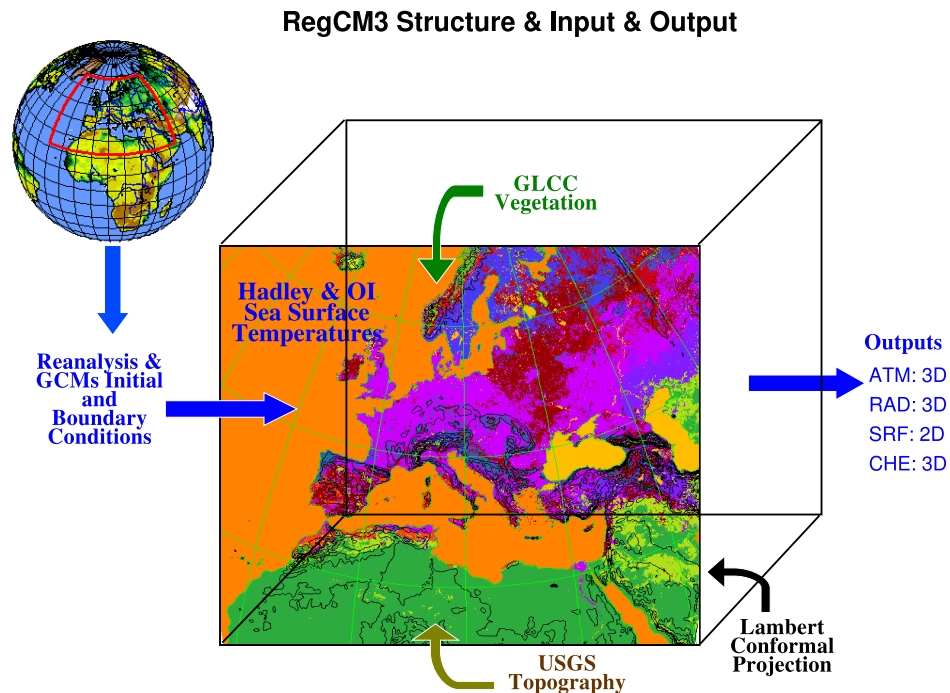 RegCM3 Structure & Input & Output
GLCC
Vegetation
Hadley & OI
Sea Surface
Temperatures
Reanalysis &
GCMs Initial
and
Boundary
Conditions
Outputs
ATM: 3D
RAD: 3D
SRF: 2D
CHE: 3D
Lambert
Conformal
Projection
USGS
Topography